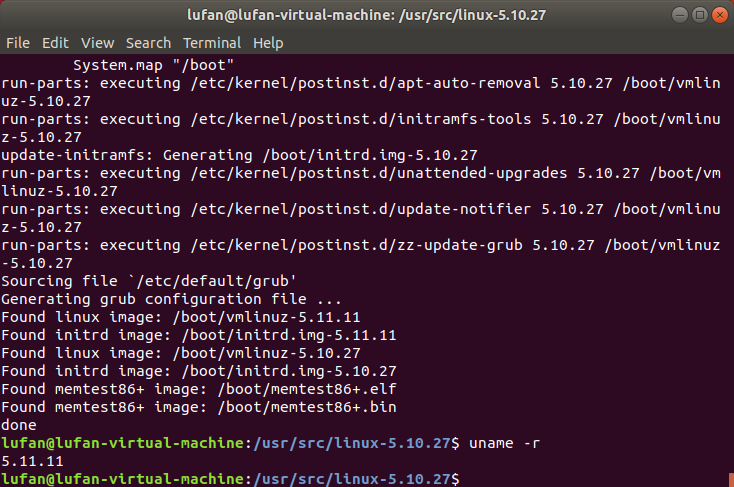 lufan@lufan-virtual-machine: /usr/src/linux-5.10.27
File Edit View Search Terminal Help
        System.map "/boot"
run-parts: executing /etc/kernel/postinst.d/apt-auto-removal 5.10.27 /boot/vmlin
uz-5.10.27
run-parts: executing /etc/kernel/postinst.d/initramfs-tools 5.10.27 /boot/vmlinu
z-5.10.27
update-initramfs: Generating /boot/initrd.img-5.10.27
run-parts: executing /etc/kernel/postinst.d/unattended-upgrades 5.10.27 /boot/vm
linuz-5.10.27
run-parts: executing /etc/kernel/postinst.d/update-notifier 5.10.27 /boot/vmlinu
z-5.10.27
run-parts: executing /etc/kernel/postinst.d/zz-update-grub 5.10.27 /boot/vmlinuz
-5.10.27
Sourcing file `/etc/default/grub'
Generating grub configuration file ...
Found linux image: /boot/vmlinuz-5.11.11
Found initrd image: /boot/initrd.img-5.11.11
Found linux image: /boot/vmlinuz-5.10.27
Found initrd image: /boot/initrd.img-5.10.27
Found memtest86+ image: /boot/memtest86+.elf
Found memtest86+ image: /boot/memtest86+.bin
done
lufan@lufan-virtual-machine:/usr/src/linux-5.10.27$ uname -r
5.11.11
lufan@lufan-virtual-machine:/usr/src/linux-5.10.27$